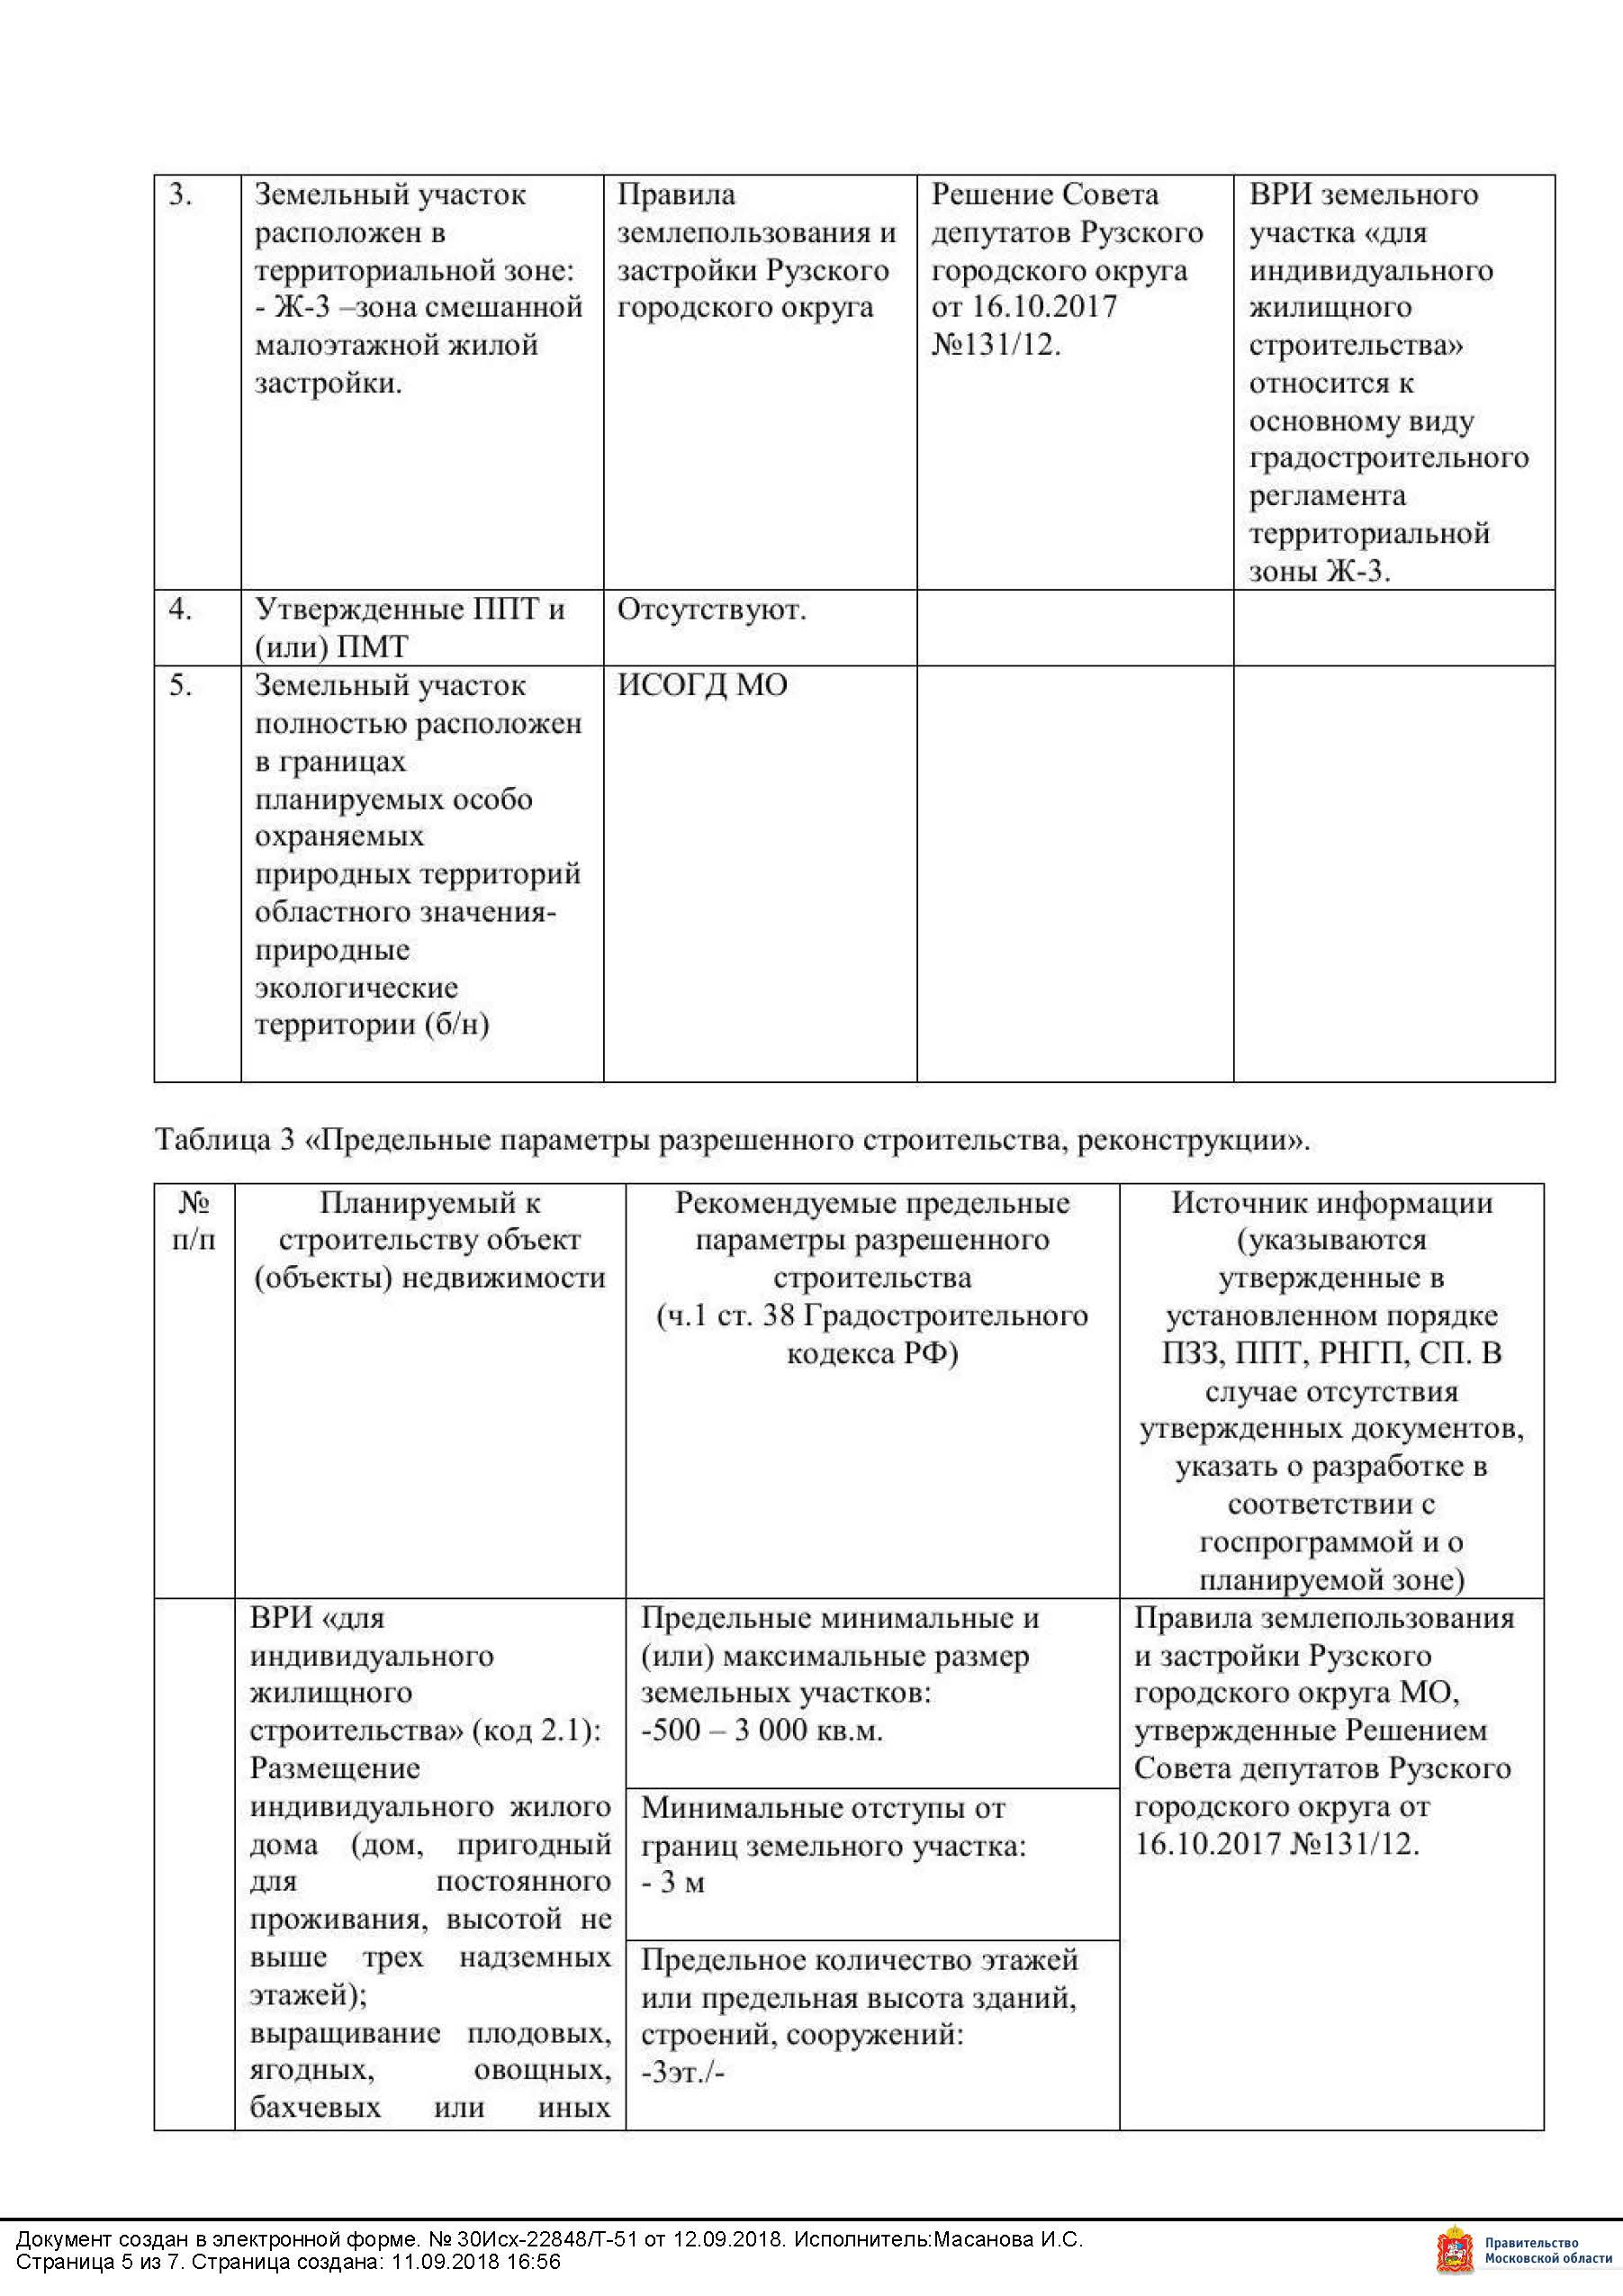 3.
Земельный участок
расположен в
территориальной зоне:
- Ж-3 –зона смешанной
малоэтажной жилой
застройки.
Правила
землепользования и
застройки Рузского
городского округа
Решение Совета
депутатов Рузского
городского округа
от 16.10.2017
№131/12.
ВРИ земельного
участка «для
индивидуального
жилищного
строительства»
относится к
основному виду
градостроительного
регламента
территориальной
зоны Ж-3.
4.
Утвержденные ППТ и
(или) ПМТ
Отсутствуют.
5.
Земельный участок
полностью расположен
в границах
планируемых особо
охраняемых
природных территорий
областного значения-
природные
экологические
территории (б/н)
ИСОГД МО
Таблица 3 «Предельные параметры разрешенного строительства, реконструкции».
№
п/п
Планируемый к
строительству объект
(объекты) недвижимости
Рекомендуемые предельные
параметры разрешенного
строительства
(ч.1 ст. 38 Градостроительного
кодекса РФ)
Источник информации
(указываются
утвержденные в
установленном порядке
ПЗЗ, ППТ, РНГП, СП. В
случае отсутствия
утвержденных документов,
указать о разработке в
соответствии с
госпрограммой и о
планируемой зоне)
ВРИ «для
индивидуального
жилищного
строительства» (код 2.1):
Размещение
индивидуального жилого
дома (дом, пригодный
для постоянного
проживания, высотой не
выше трех надземных
этажей);
выращивание плодовых,
ягодных, овощных,
бахчевых или иных
Предельные минимальные и
(или) максимальные размер
земельных участков:
-500 – 3 000 кв.м.
Минимальные отступы от
границ земельного участка:
- 3 м
Предельное количество этажей
или предельная высота зданий,
строений, сооружений:
-3эт./-
Правила землепользования
и застройки Рузского
городского округа МО,
утвержденные Решением
Совета депутатов Рузского
городского округа от
16.10.2017 №131/12.
Документ создан в электронной форме. № 30Исх-22848/Т-51 от 12.09.2018. Исполнитель:Масанова И.С.
Страница 5 из 7. Страница создана: 11.09.2018 16:56
Правительство
Московской области